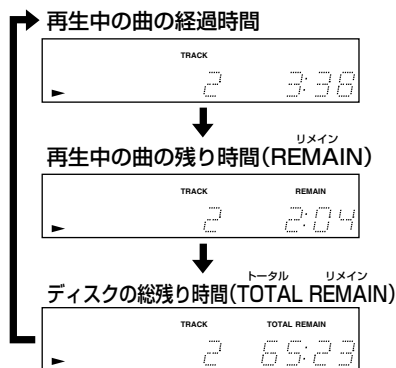 再生中の曲の経過時間
TRACK
2 3:38
リメイン
再生中の曲の残り時間(REMAIN)
TRACK REMAIN
2 2:04
トータル リメイン
ディスクの総残り時間(TOTAL REMAIN)
TRACK TOTAL REMAIN
2 65:23